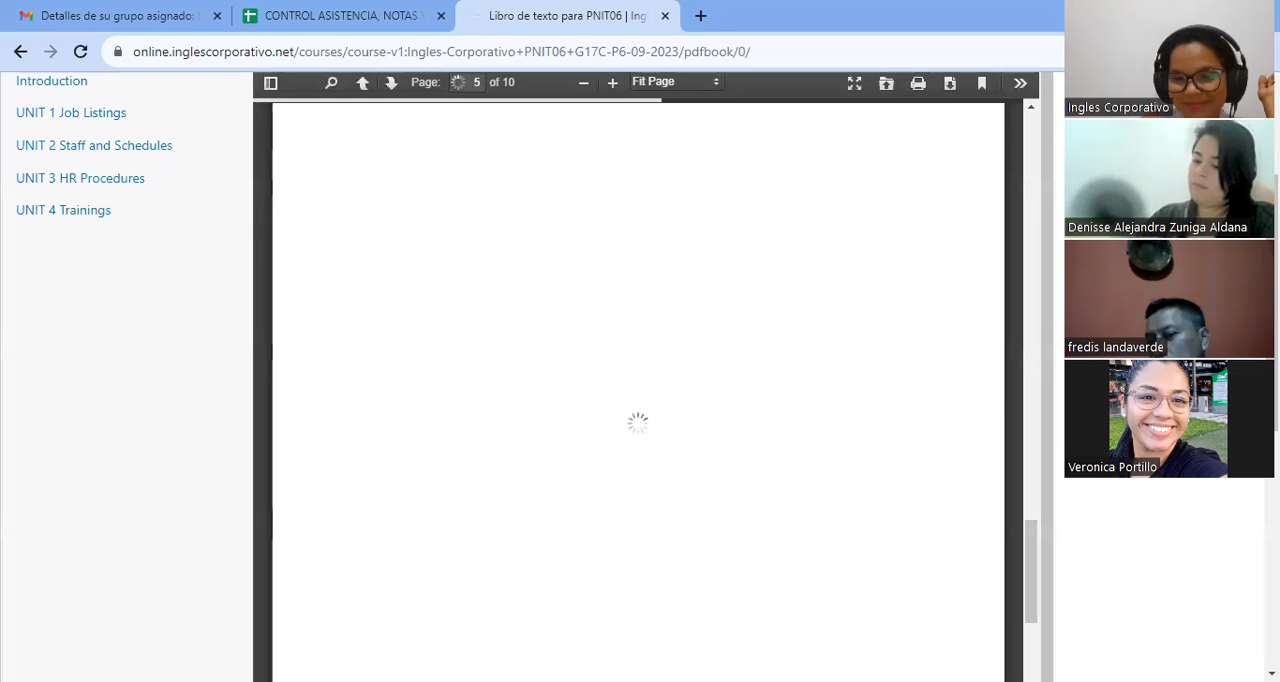 Detalles de su grupo asignado:
CONTROL ASISTENCIA, NOTAS
Libro de texto para PNIT06 | Ingl
online.inglescorporativo.net/courses/course-v1:Ingles-Corporativo+PNIT06+G17C-P6-09-2023/pdfbook/0/
Introduction
UNIT 1 Job Listings
UNIT 2 Staff and Schedules
UNIT 3 HR Procedures
UNIT 4 Trainings
Page: 5 of 10
Fit Page
Ingles Corporativo
Denisse Alejandra Zuniga Aldana
fredis landaverde
Veronica Portillo